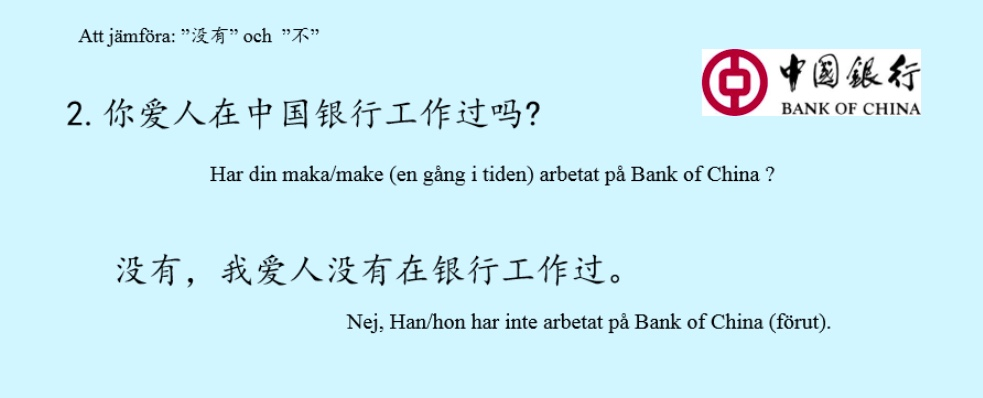 Att jämföra: ”没有” och ”不”
中国銀行
BANK OF CHINA
2. 你爱人在中国银行工作过吗?
Har din maka/make (en gång i tiden) arbetat på Bank of China ?
没有，我爱人没有在银行工作过。
Nej, Han/hon har inte arbetat på Bank of China (förut).